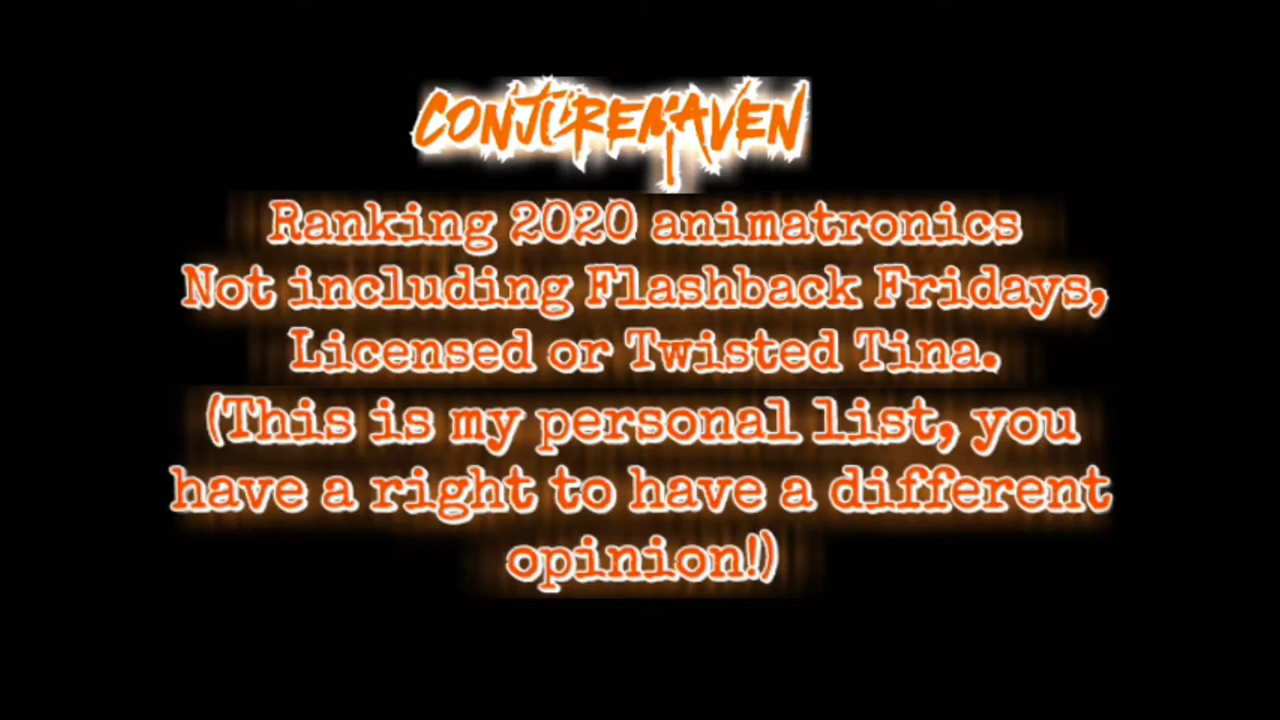 CONJUREMAVEN
Ranking 2020 animatronics
Not including Flashback Fridays,
Licensed or Twisted Tina.
(This is my personal list, you
have a right to have a different
opinion!)